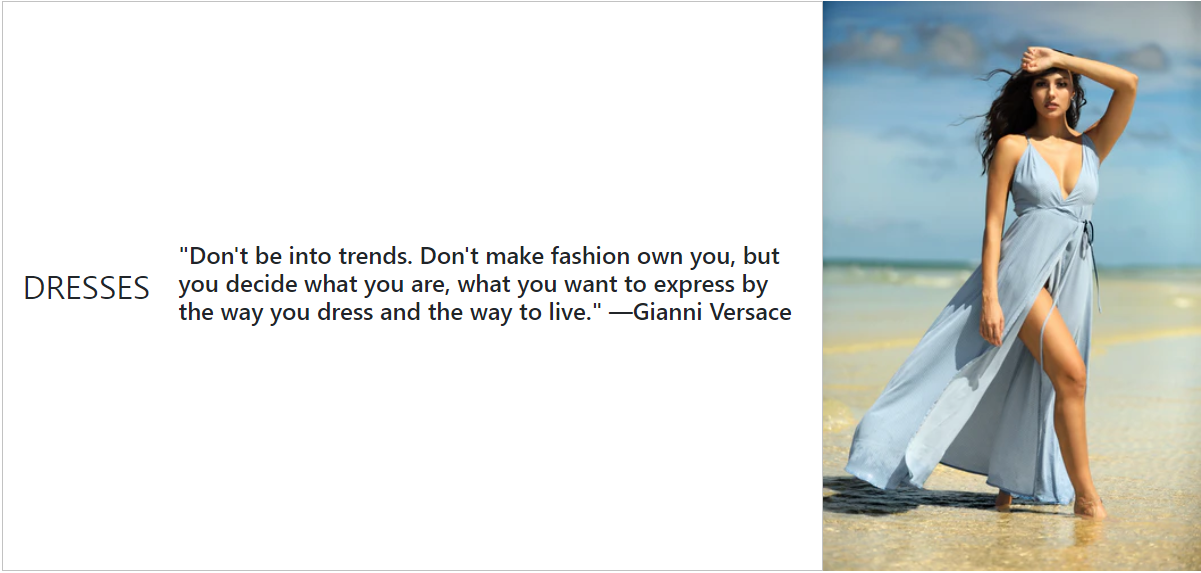 DRESSES
"Don't be into trends. Don't make fashion own you, but
you decide what you are, what you want to express by
the way you dress and the way to live." —Gianni Versace